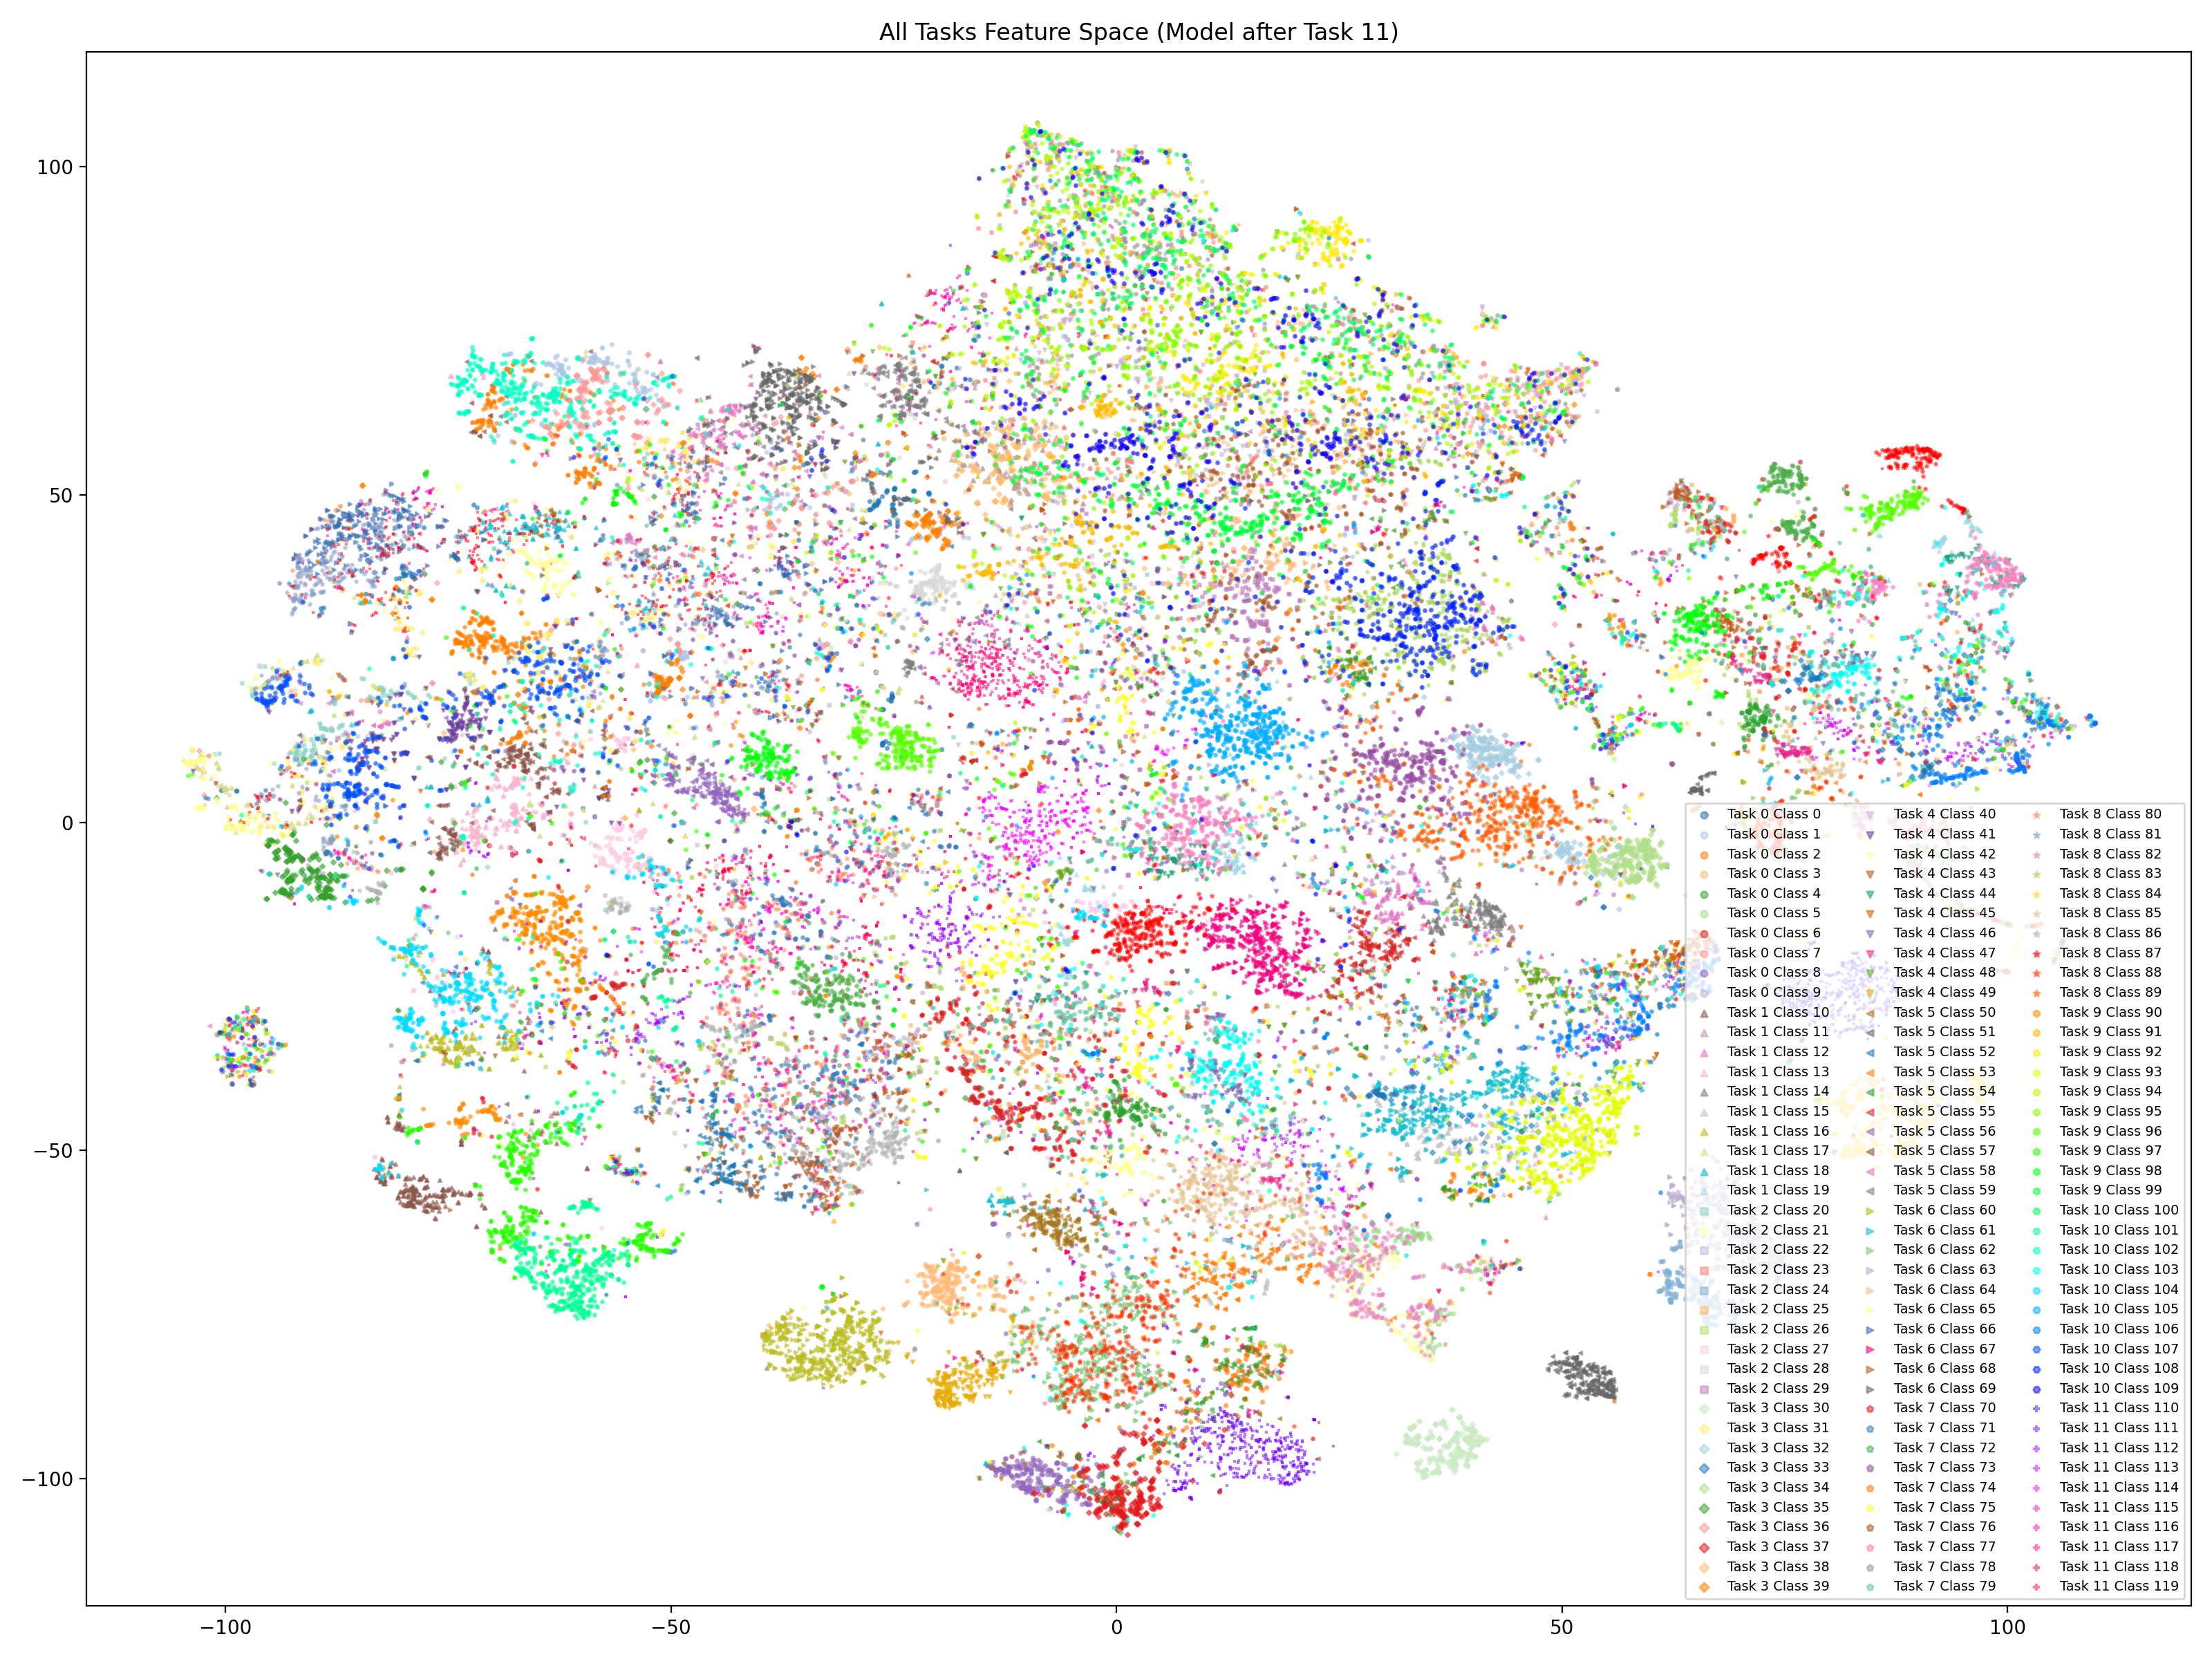 All Tasks Feature Space (Model after Task 11)
100
50
0
−50
−100
−100
−50
0
50
100
Task 0 Class 0
Task 0 Class 1
Task 0 Class 2
Task 0 Class 3
Task 0 Class 4
Task 0 Class 5
Task 0 Class 6
Task 0 Class 7
Task 0 Class 8
Task 0 Class 9
Task 1 Class 10
Task 1 Class 11
Task 1 Class 12
Task 1 Class 13
Task 1 Class 14
Task 1 Class 15
Task 1 Class 16
Task 1 Class 17
Task 1 Class 18
Task 1 Class 19
Task 2 Class 20
Task 2 Class 21
Task 2 Class 22
Task 2 Class 23
Task 2 Class 24
Task 2 Class 25
Task 2 Class 26
Task 2 Class 27
Task 2 Class 28
Task 2 Class 29
Task 3 Class 30
Task 3 Class 31
Task 3 Class 32
Task 3 Class 33
Task 3 Class 34
Task 3 Class 35
Task 3 Class 36
Task 3 Class 37
Task 3 Class 38
Task 3 Class 39
Task 4 Class 40
Task 4 Class 41
Task 4 Class 42
Task 4 Class 43
Task 4 Class 44
Task 4 Class 45
Task 4 Class 46
Task 4 Class 47
Task 4 Class 48
Task 4 Class 49
Task 5 Class 50
Task 5 Class 51
Task 5 Class 52
Task 5 Class 53
Task 5 Class 54
Task 5 Class 55
Task 5 Class 56
Task 5 Class 57
Task 5 Class 58
Task 5 Class 59
Task 6 Class 60
Task 6 Class 61
Task 6 Class 62
Task 6 Class 63
Task 6 Class 64
Task 6 Class 65
Task 6 Class 66
Task 6 Class 67
Task 6 Class 68
Task 6 Class 69
Task 7 Class 70
Task 7 Class 71
Task 7 Class 72
Task 7 Class 73
Task 7 Class 74
Task 7 Class 75
Task 7 Class 76
Task 7 Class 77
Task 7 Class 78
Task 7 Class 79
Task 8 Class 80
Task 8 Class 81
Task 8 Class 82
Task 8 Class 83
Task 8 Class 84
Task 8 Class 85
Task 8 Class 86
Task 8 Class 87
Task 8 Class 88
Task 8 Class 89
Task 9 Class 90
Task 9 Class 91
Task 9 Class 92
Task 9 Class 93
Task 9 Class 94
Task 9 Class 95
Task 9 Class 96
Task 9 Class 97
Task 9 Class 98
Task 9 Class 99
Task 10 Class 100
Task 10 Class 101
Task 10 Class 102
Task 10 Class 103
Task 10 Class 104
Task 10 Class 105
Task 10 Class 106
Task 10 Class 107
Task 10 Class 108
Task 10 Class 109
Task 11 Class 110
Task 11 Class 111
Task 11 Class 112
Task 11 Class 113
Task 11 Class 114
Task 11 Class 115
Task 11 Class 116
Task 11 Class 117
Task 11 Class 118
Task 11 Class 119